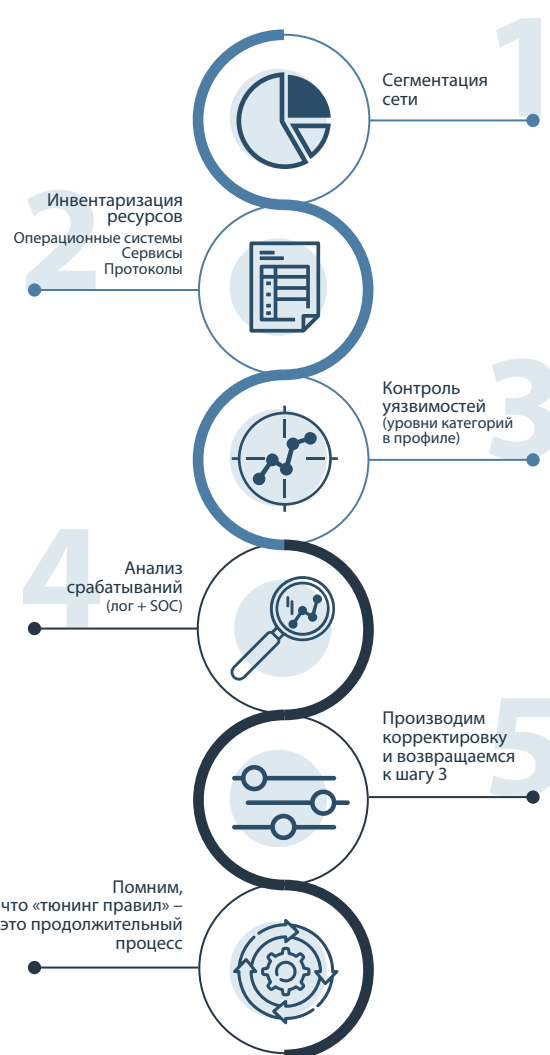 1
Сегментация
сети
2
Инвентаризация
ресурсов
Операционные системы
Сервисы
Протоколы
3
Контроль
уязвимостей
(уровни категорий
в профиле)
4
Анализ
срабатываний
(лог + SOC)
5
Производим
корректировку
и возвращаемся
к шагу 3
Помним,
что «тюнинг правил» –
это продолжительный
процесс